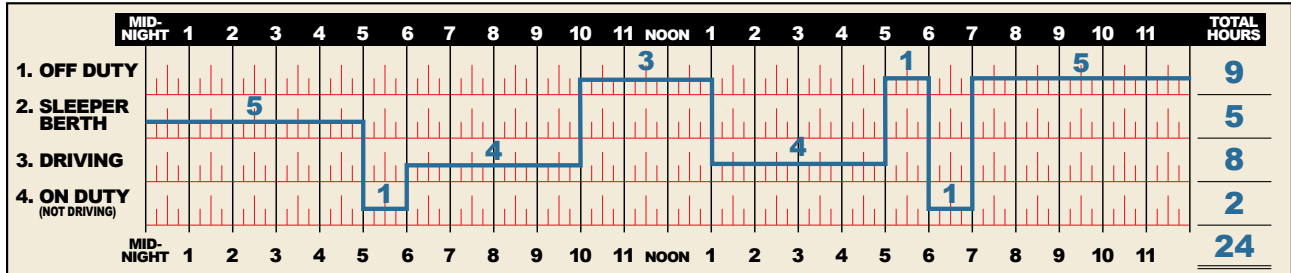 MID-NIGHT 1 2 3 4 5 6 7 8 9 10 11 NOON 1 2 3 4 5 6 7 8 9 10 11 TOTAL HOURS
1. OFF DUTY 3 1 5 9
2. SLEEPER BERTH 5 5
3. DRIVING 4 4 8
4. ON DUTY (NOT DRIVING) 1 1 2
MID-NIGHT 1 2 3 4 5 6 7 8 9 10 11 NOON 1 2 3 4 5 6 7 8 9 10 11 24